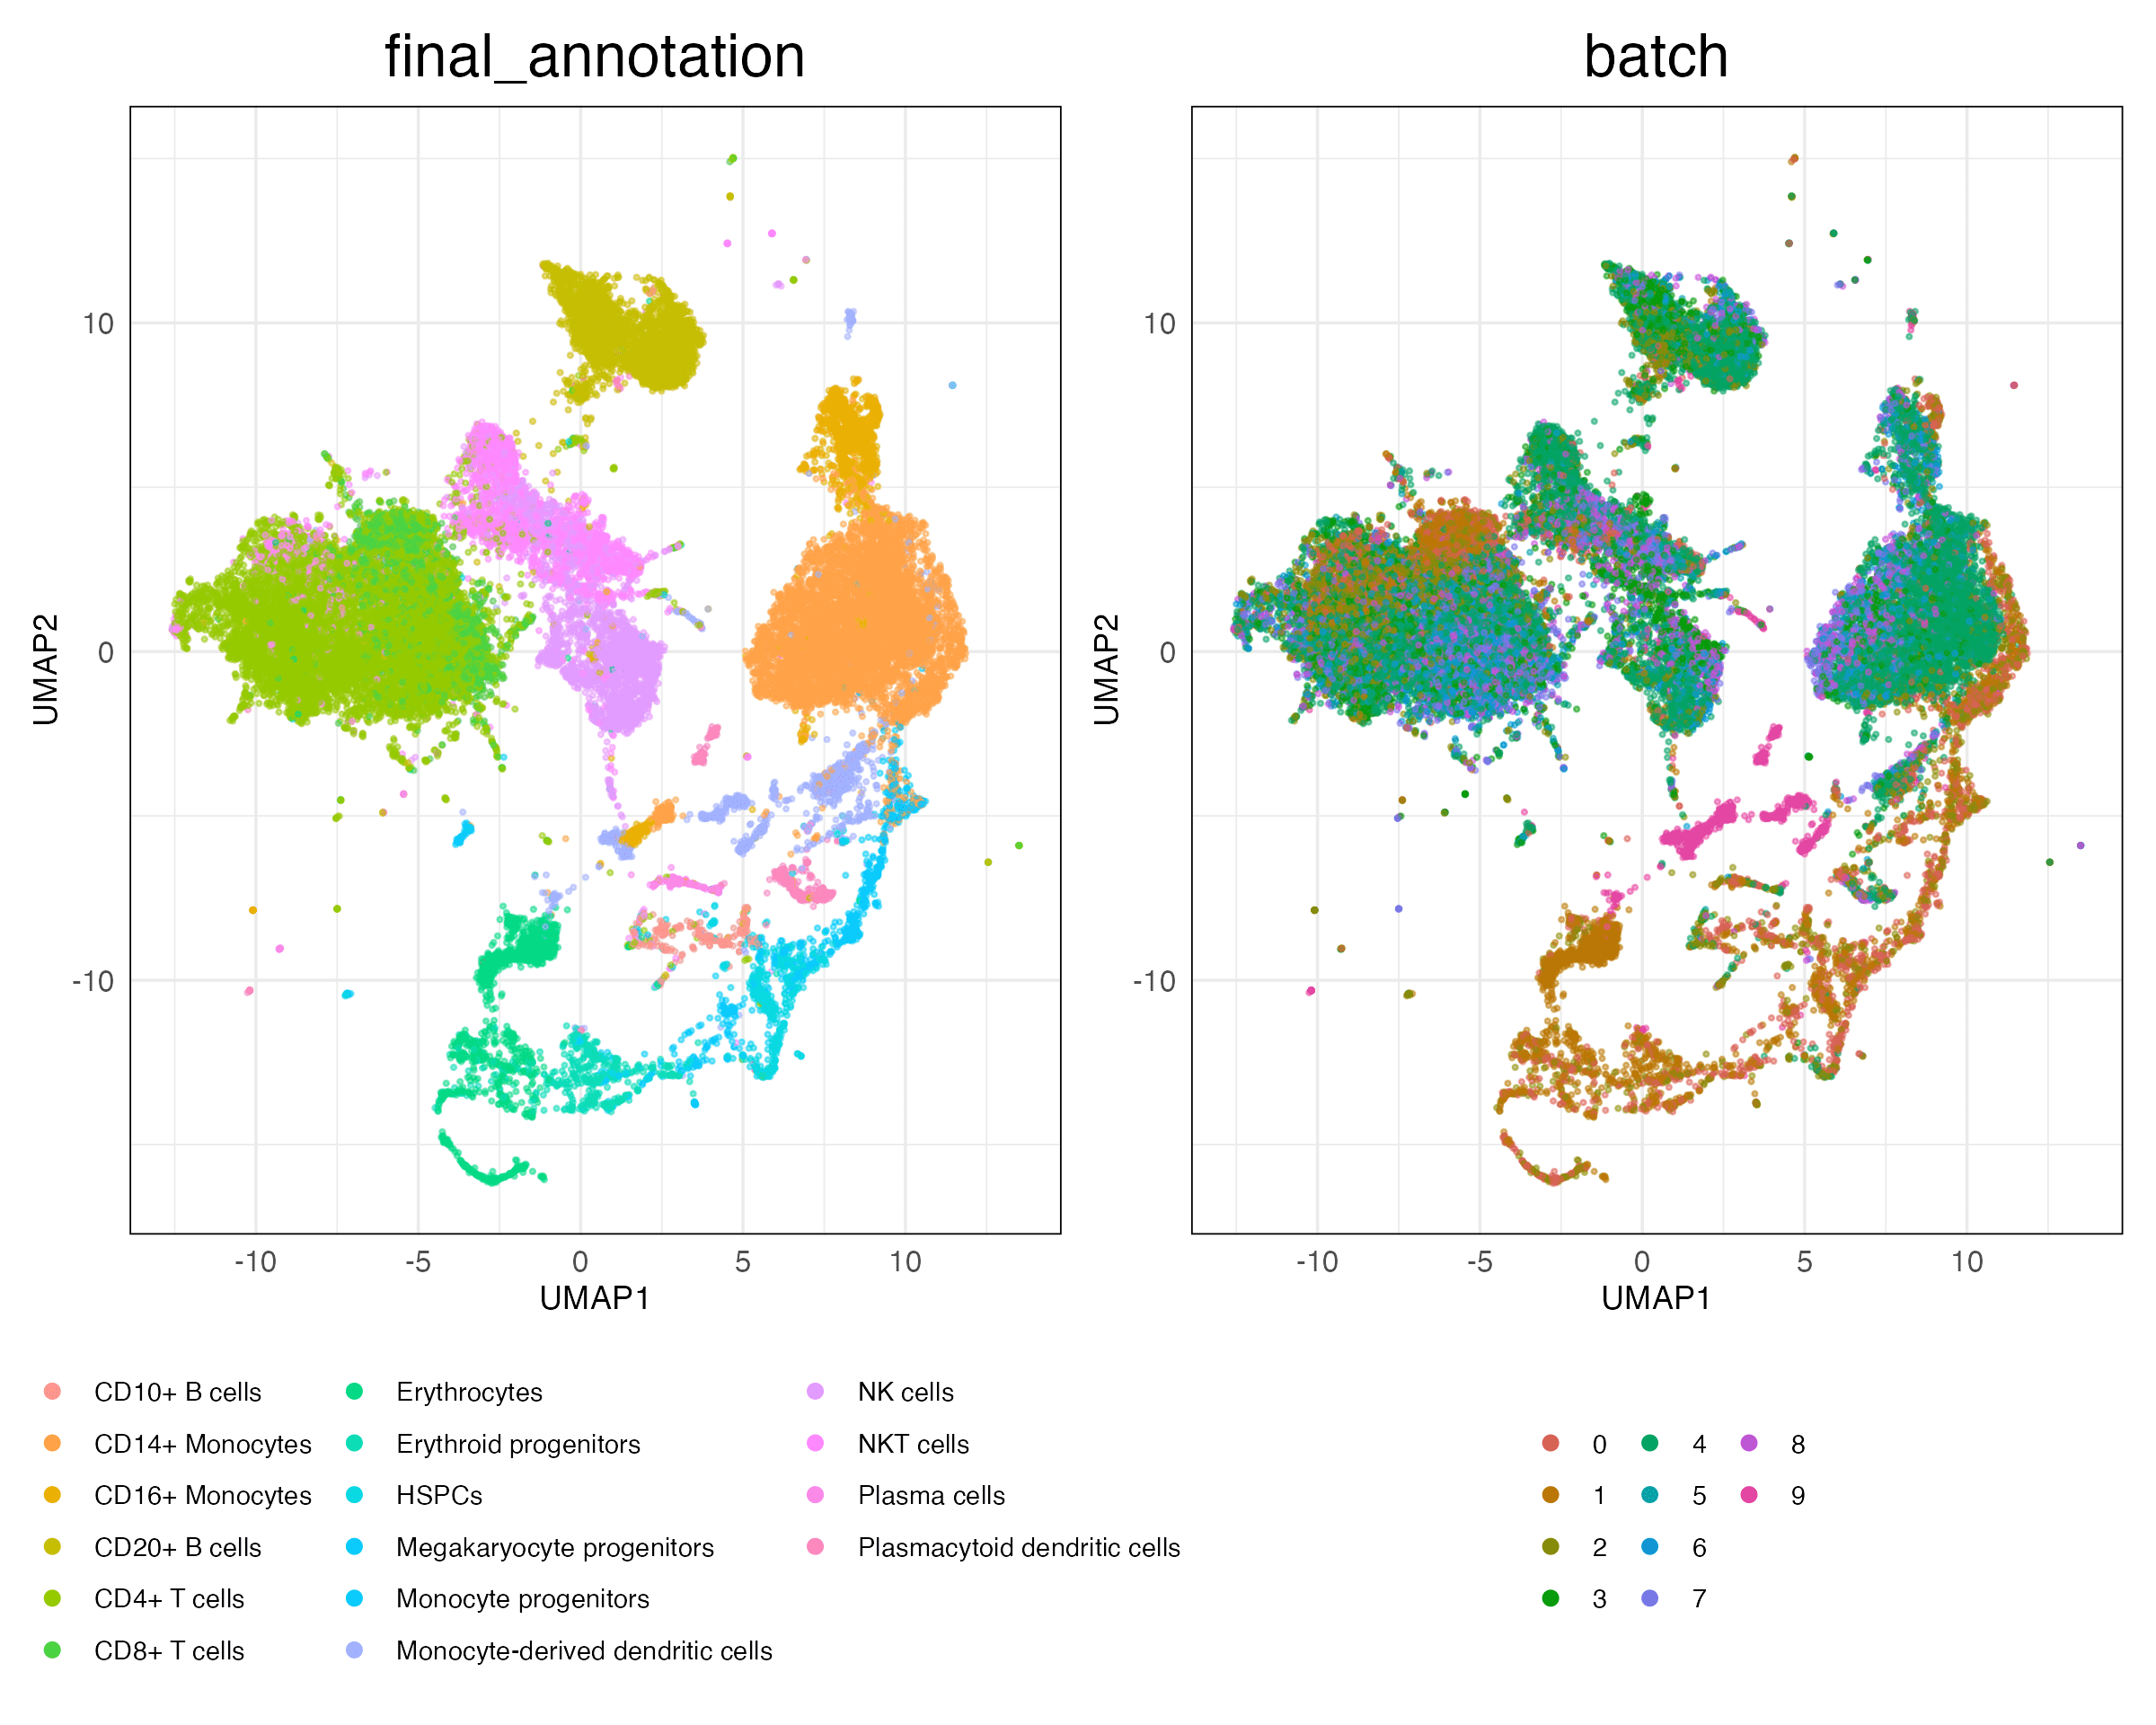 final_annotation
batch
10
0
-10
UMAP2
-10
-5
0
5
10
UMAP1
10
0
-10
UMAP2
-10
-5
0
5
10
UMAP1
CD10+ B cells
CD14+ Monocytes
CD16+ Monocytes
CD20+ B cells
CD4+ T cells
CD8+ T cells
Erythrocytes
Erythroid progenitors
HSPCs
Megakaryocyte progenitors
Monocyte progenitors
Monocyte-derived dendritic cells
NK cells
NKT cells
Plasma cells
Plasmacytoid dendritic cells
0
1
2
3
4
5
6
7
8
9